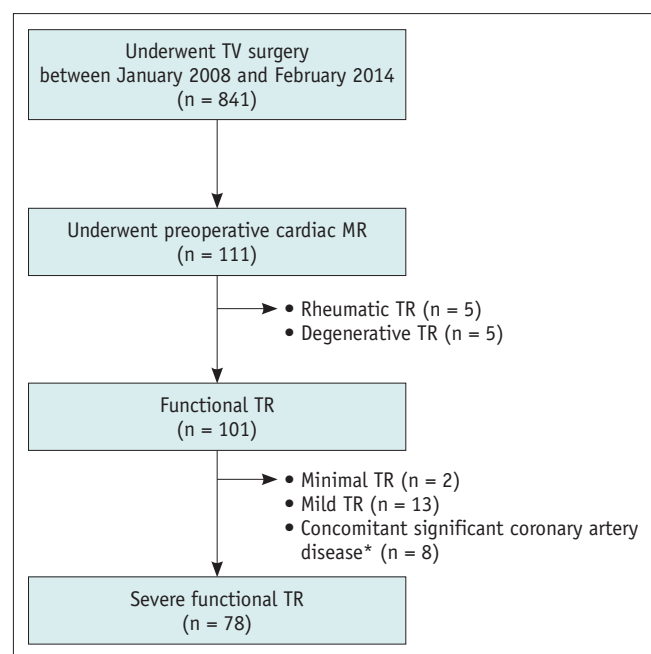 Underwent TV surgery
between January 2008 and February 2014
(n = 841)
Underwent preoperative cardiac MR
(n = 111)
• Rheumatic TR (n = 5)
• Degenerative TR (n = 5)
Functional TR
(n = 101)
• Minimal TR (n = 2)
• Mild TR (n = 13)
• Concomitant significant coronary artery
disease* (n = 8)
Severe functional TR
(n = 78)